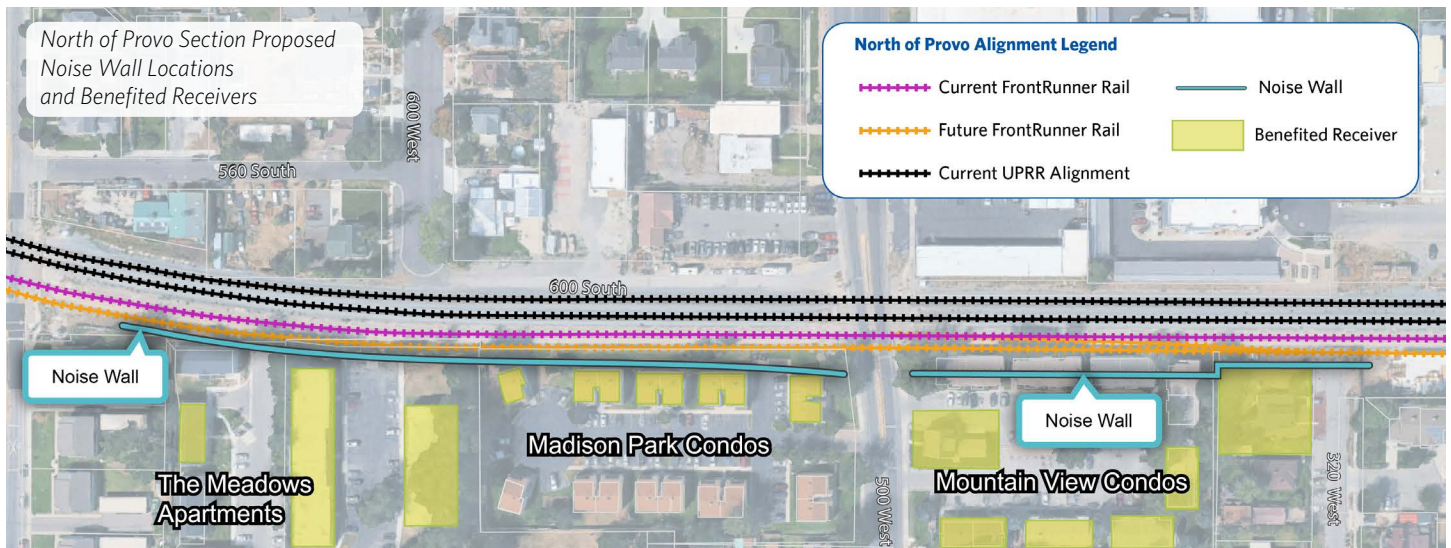 North of Provo Section Proposed
Noise Wall Locations
and Benefited Receivers
North of Provo Alignment Legend
Current FrontRunner Rail
Future FrontRunner Rail
Current UPRR Alignment
Noise Wall
Benefited Receiver
600 West
560 South
600 South
Noise Wall
Noise Wall
Madison Park Condos
The Meadows
Apartments
Mountain View Condos
500 West
320 West